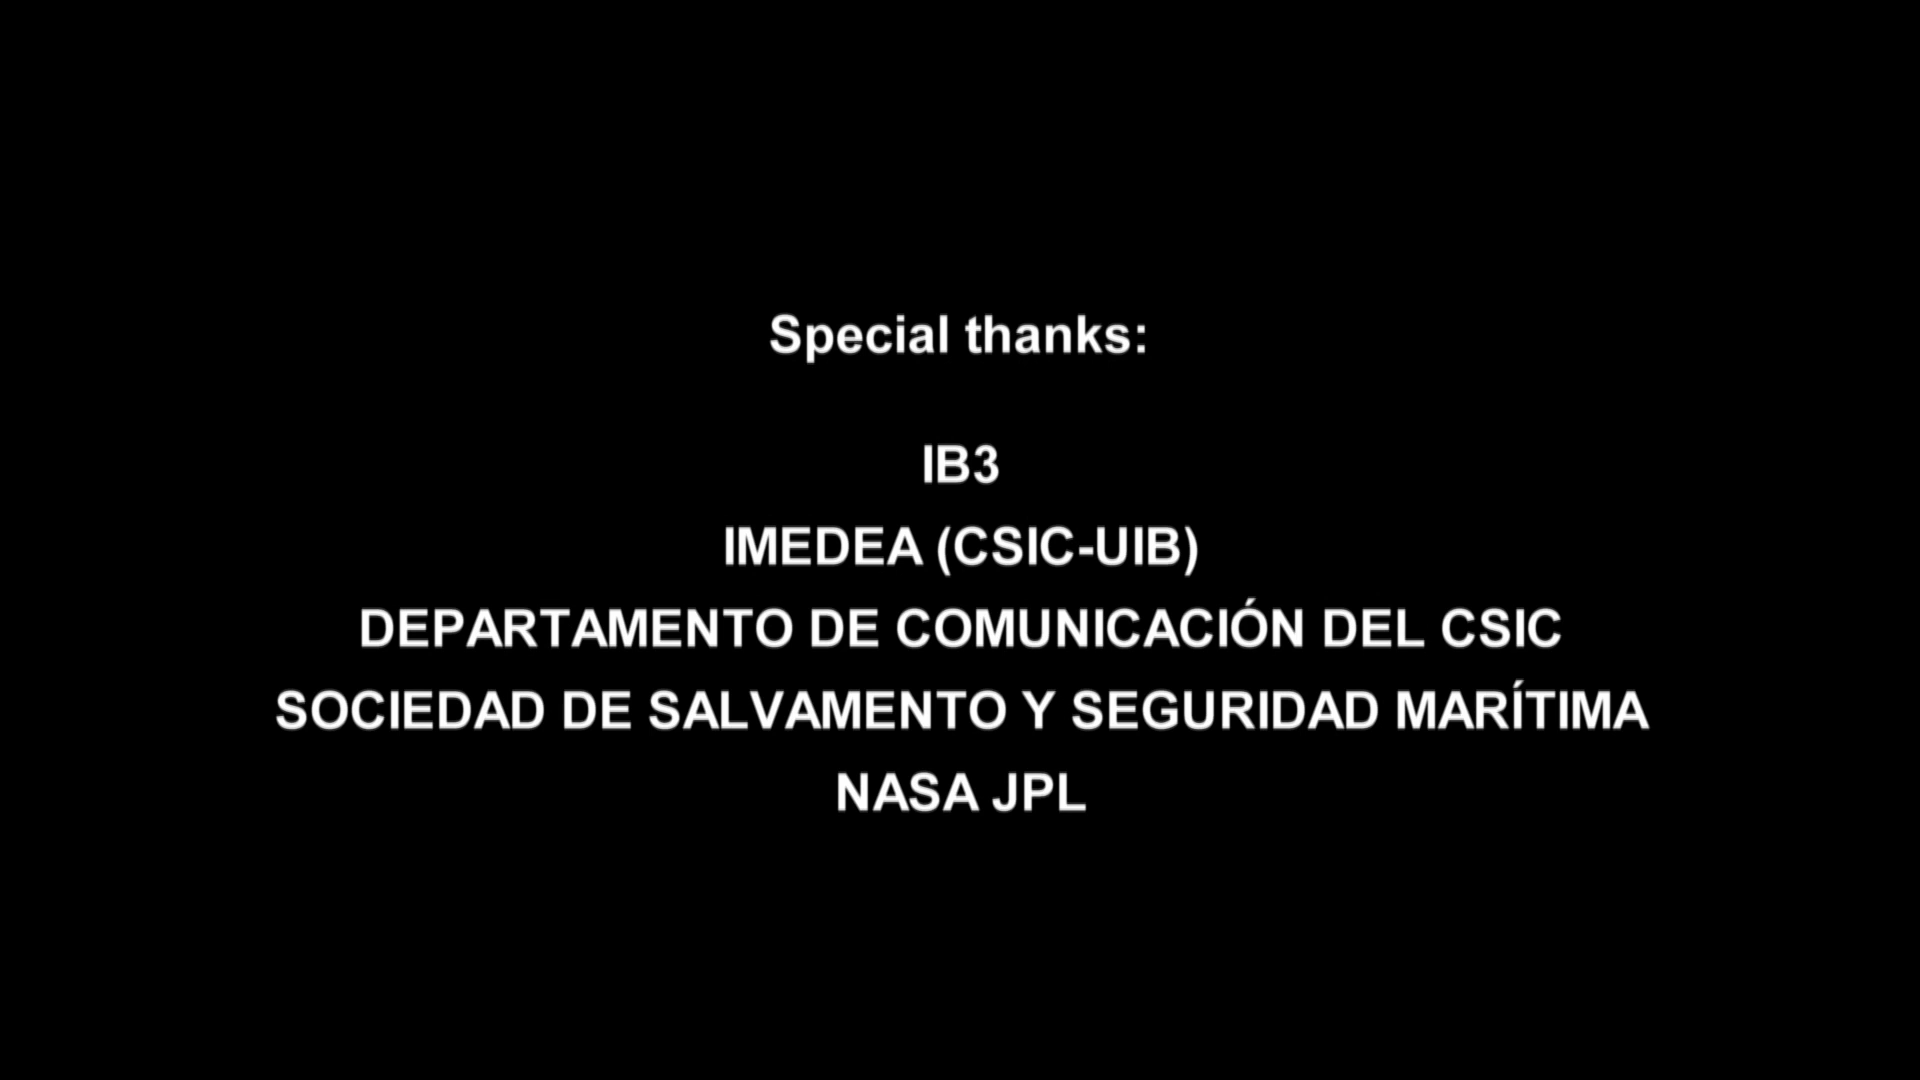 Special thanks:
IB3
IMEDEA (CSIC-UIB)
DEPARTAMENTO DE COMUNICACIÓN DEL CSIC
SOCIEDAD DE SALVAMENTO Y SEGURIDAD MARÍTIMA
NASA JPL